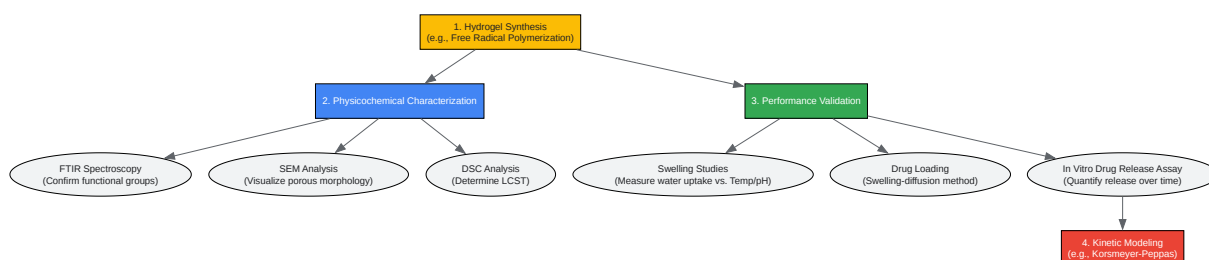 1. Hydrogel Synthesis
(e.g., Free Radical Polymerization)
2. Physicochemical Characterization
3. Performance Validation
FTIR Spectroscopy
(Confirm functional groups)
SEM Analysis
(Visualize porous morphology)
DSC Analysis
(Determine LCST)
Swelling Studies
(Measure water uptake vs. Temp/pH)
Drug Loading
(Swelling-diffusion method)
In Vitro Drug Release Assay
(Quantify release over time)
4. Kinetic Modeling
(e.g., Korsmeyer-Peppas)